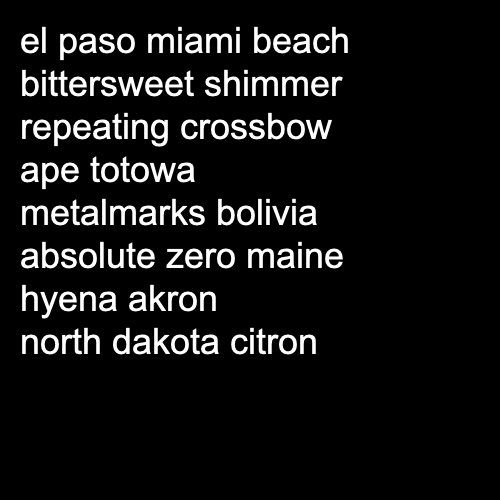 el paso miami beach
bittersweet shimmer
repeating crossbow
ape totowa
metalmarks bolivia
absolute zero maine
hyena akron
north dakota citron